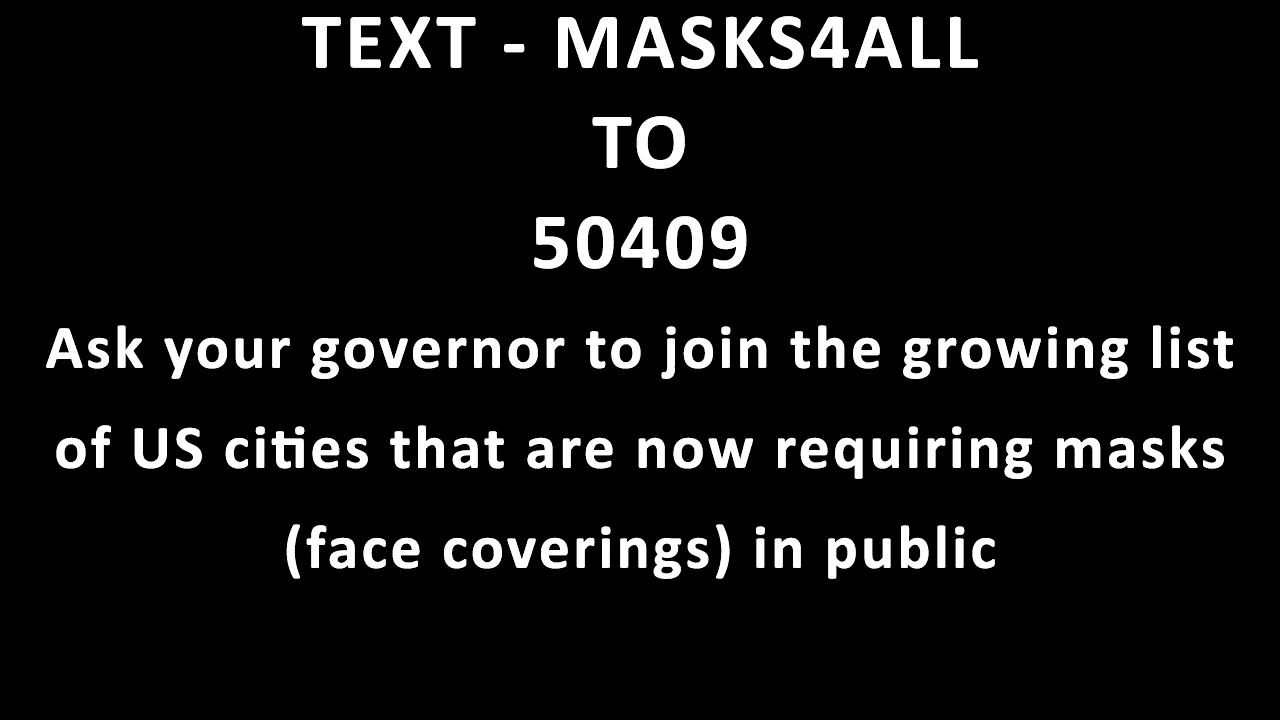 TEXT - MASKS4ALL
TO
50409
Ask your governor to join the growing list
of US cities that are now requiring masks
(face coverings) in public